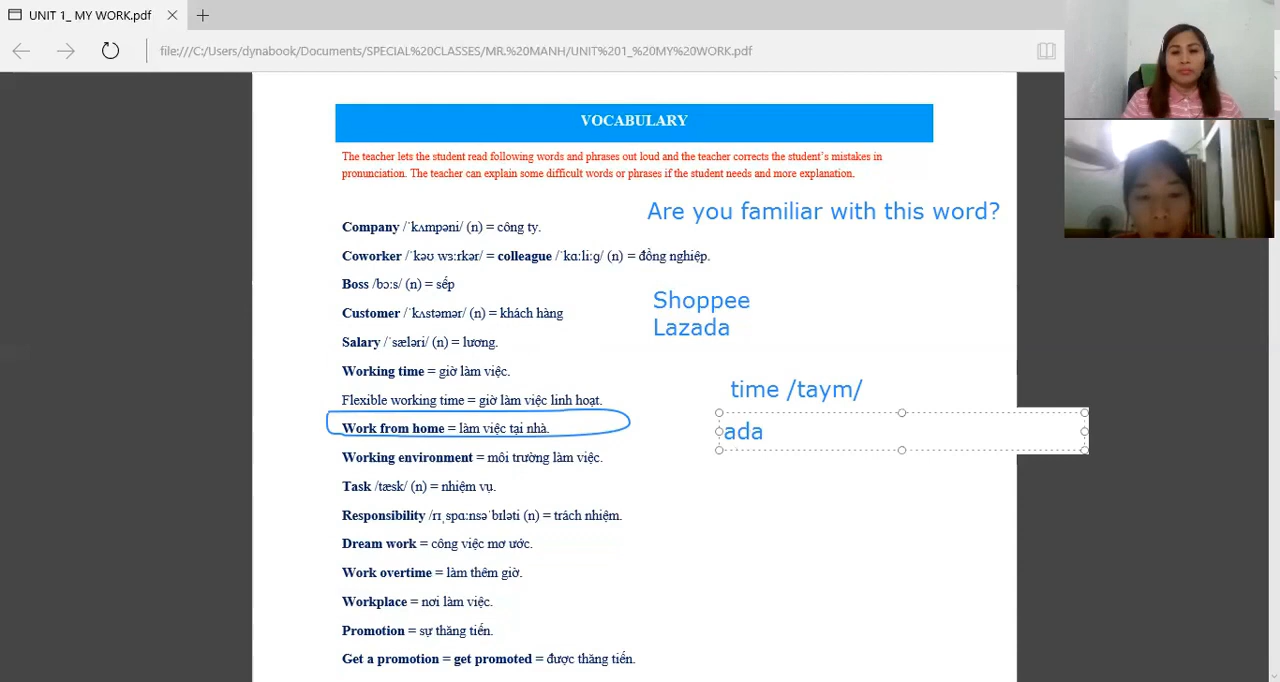 UNIT 1_ MY WORK.pdf
file:///C:/Users/dynabook/Documents/SPECIAL%20CLASSES/MR.%20MANH/UNIT%201_%20MY%20WORK.pdf
VOCABULARY
The teacher lets the student read following words and phrases out loud and the teacher corrects the student's mistakes in
pronunciation. The teacher can explain some difficult words or phrases if the student needs and more explanation.
Are you familiar with this word?
Company /ˈkʌmpəni/ (n) = công ty.
Coworker /ˈkəʊ wɜːrkər/ = colleague /ˈkɑːliːɡ/ (n) = đồng nghiệp.
Boss /bɔːs/ (n) = sếp
Shoppee
Customer /ˈkʌstəmər/ (n) = khách hàng
Lazada
Salary /ˈsæləri/ (n) = lương.
Working time = giờ làm việc.
time /taym/
Flexible working time = giờ làm việc linh hoạt.
Work from home = làm việc tại nhà.
ada
Working environment = môi trường làm việc.
Task /tæsk/ (n) = nhiệm vụ.
Responsibility /rɪˌspɑːnsəˈbɪləti (n) = trách nhiệm.
Dream work = công việc mơ ước.
Work overtime = làm thêm giờ.
Workplace = nơi làm việc.
Promotion = sự thăng tiến.
Get a promotion = get promoted = được thăng tiến.